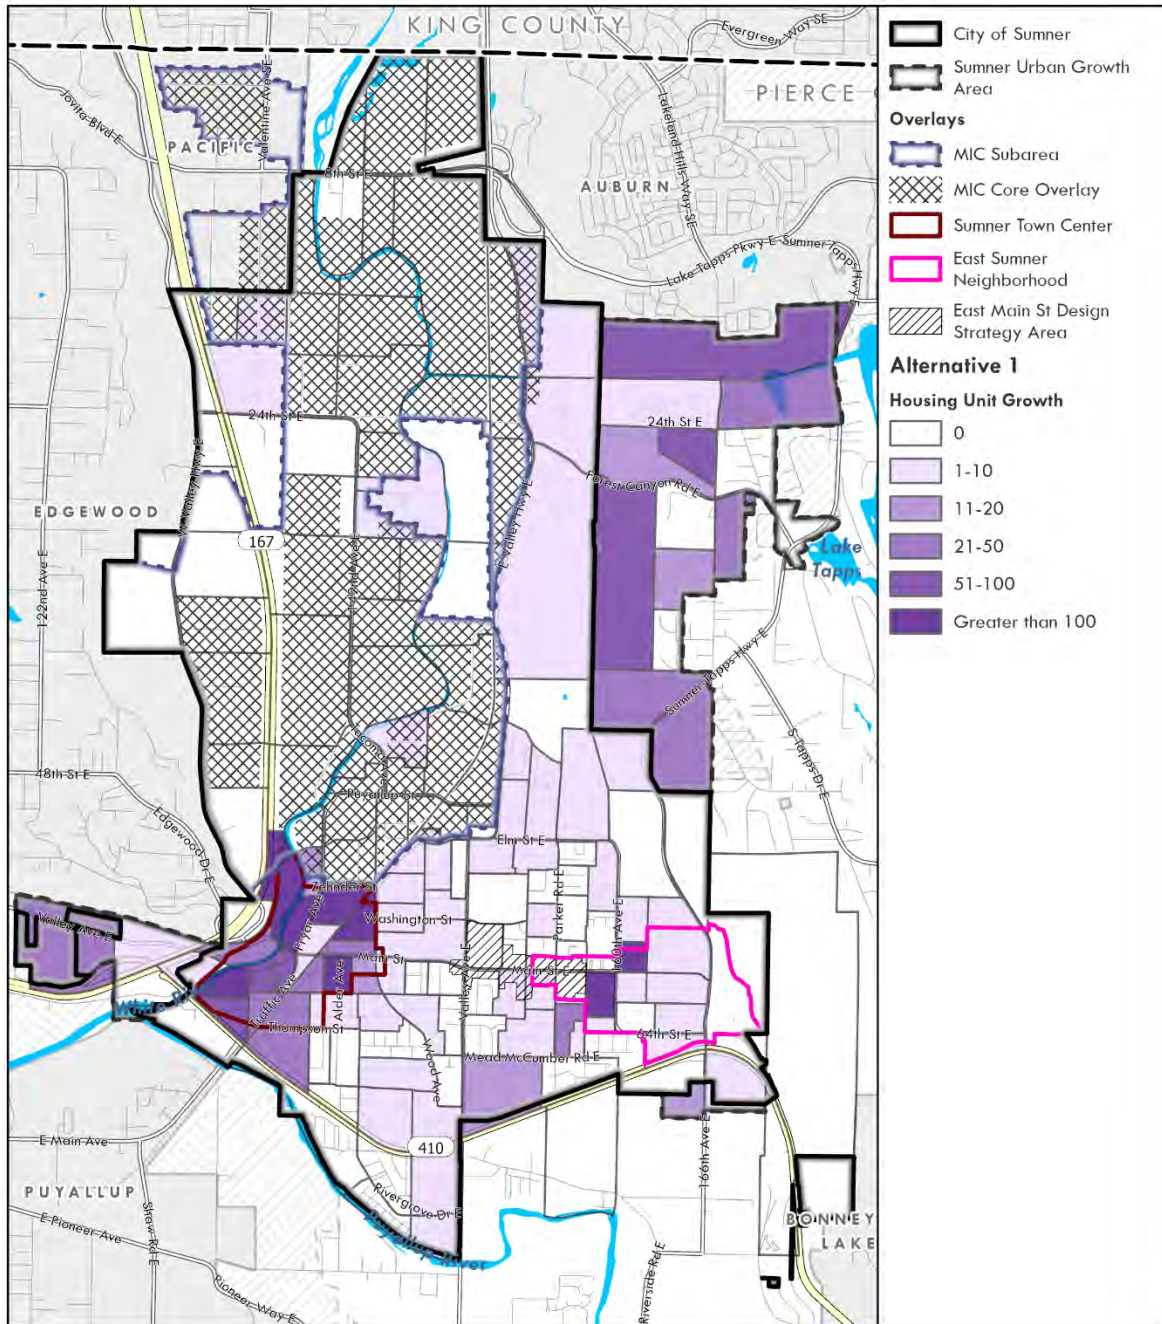 KING COUNTY
Evergreen Way SE
PIERCE C
Jovita Blvd E
Valentine Ave SE
PACIFIC
8th St E
AUBURN
Lakeland Hills Way SE
Lake Tapps Pkwy E
Sumner Tapps Hwy E
24th St E
24th St E
W Valley Hwy E
E Valley Hwy E
Forest Canyon Rd E
EDGEWOOD
167
122nd Ave E
142nd Ave E
Lake
Tapps
Sumner Tapps Hwy E
S Tapps Dr E
Tacoma Ave
Puyallup St
48th St E
Edgewood Dr E
Elm St E
Zehnder St
Fryar Ave
Washington St
Parker Rd E
160th Ave E
Valley Ave E
Main St
Main St E
Valley Ave E
Alder Ave
White Ri
Traffic Ave
Thompson St
64th St E
Wood Ave
Mead McCumber Rd E
E Main Ave
410
166th Ave E
PUYALLUP
Shaw Rd E
E Pioneer Ave
Rivergrove Dr E
Puyallup River
Pioneer Way E
Riverside Rd E
BONNEY
LAKE
City of Sumner
Sumner Urban Growth
Area
Overlays
MIC Subarea
MIC Core Overlay
Sumner Town Center
East Sumner
Neighborhood
East Main St Design
Strategy Area
Alternative 1
Housing Unit Growth
0
1-10
11-20
21-50
51-100
Greater than 100